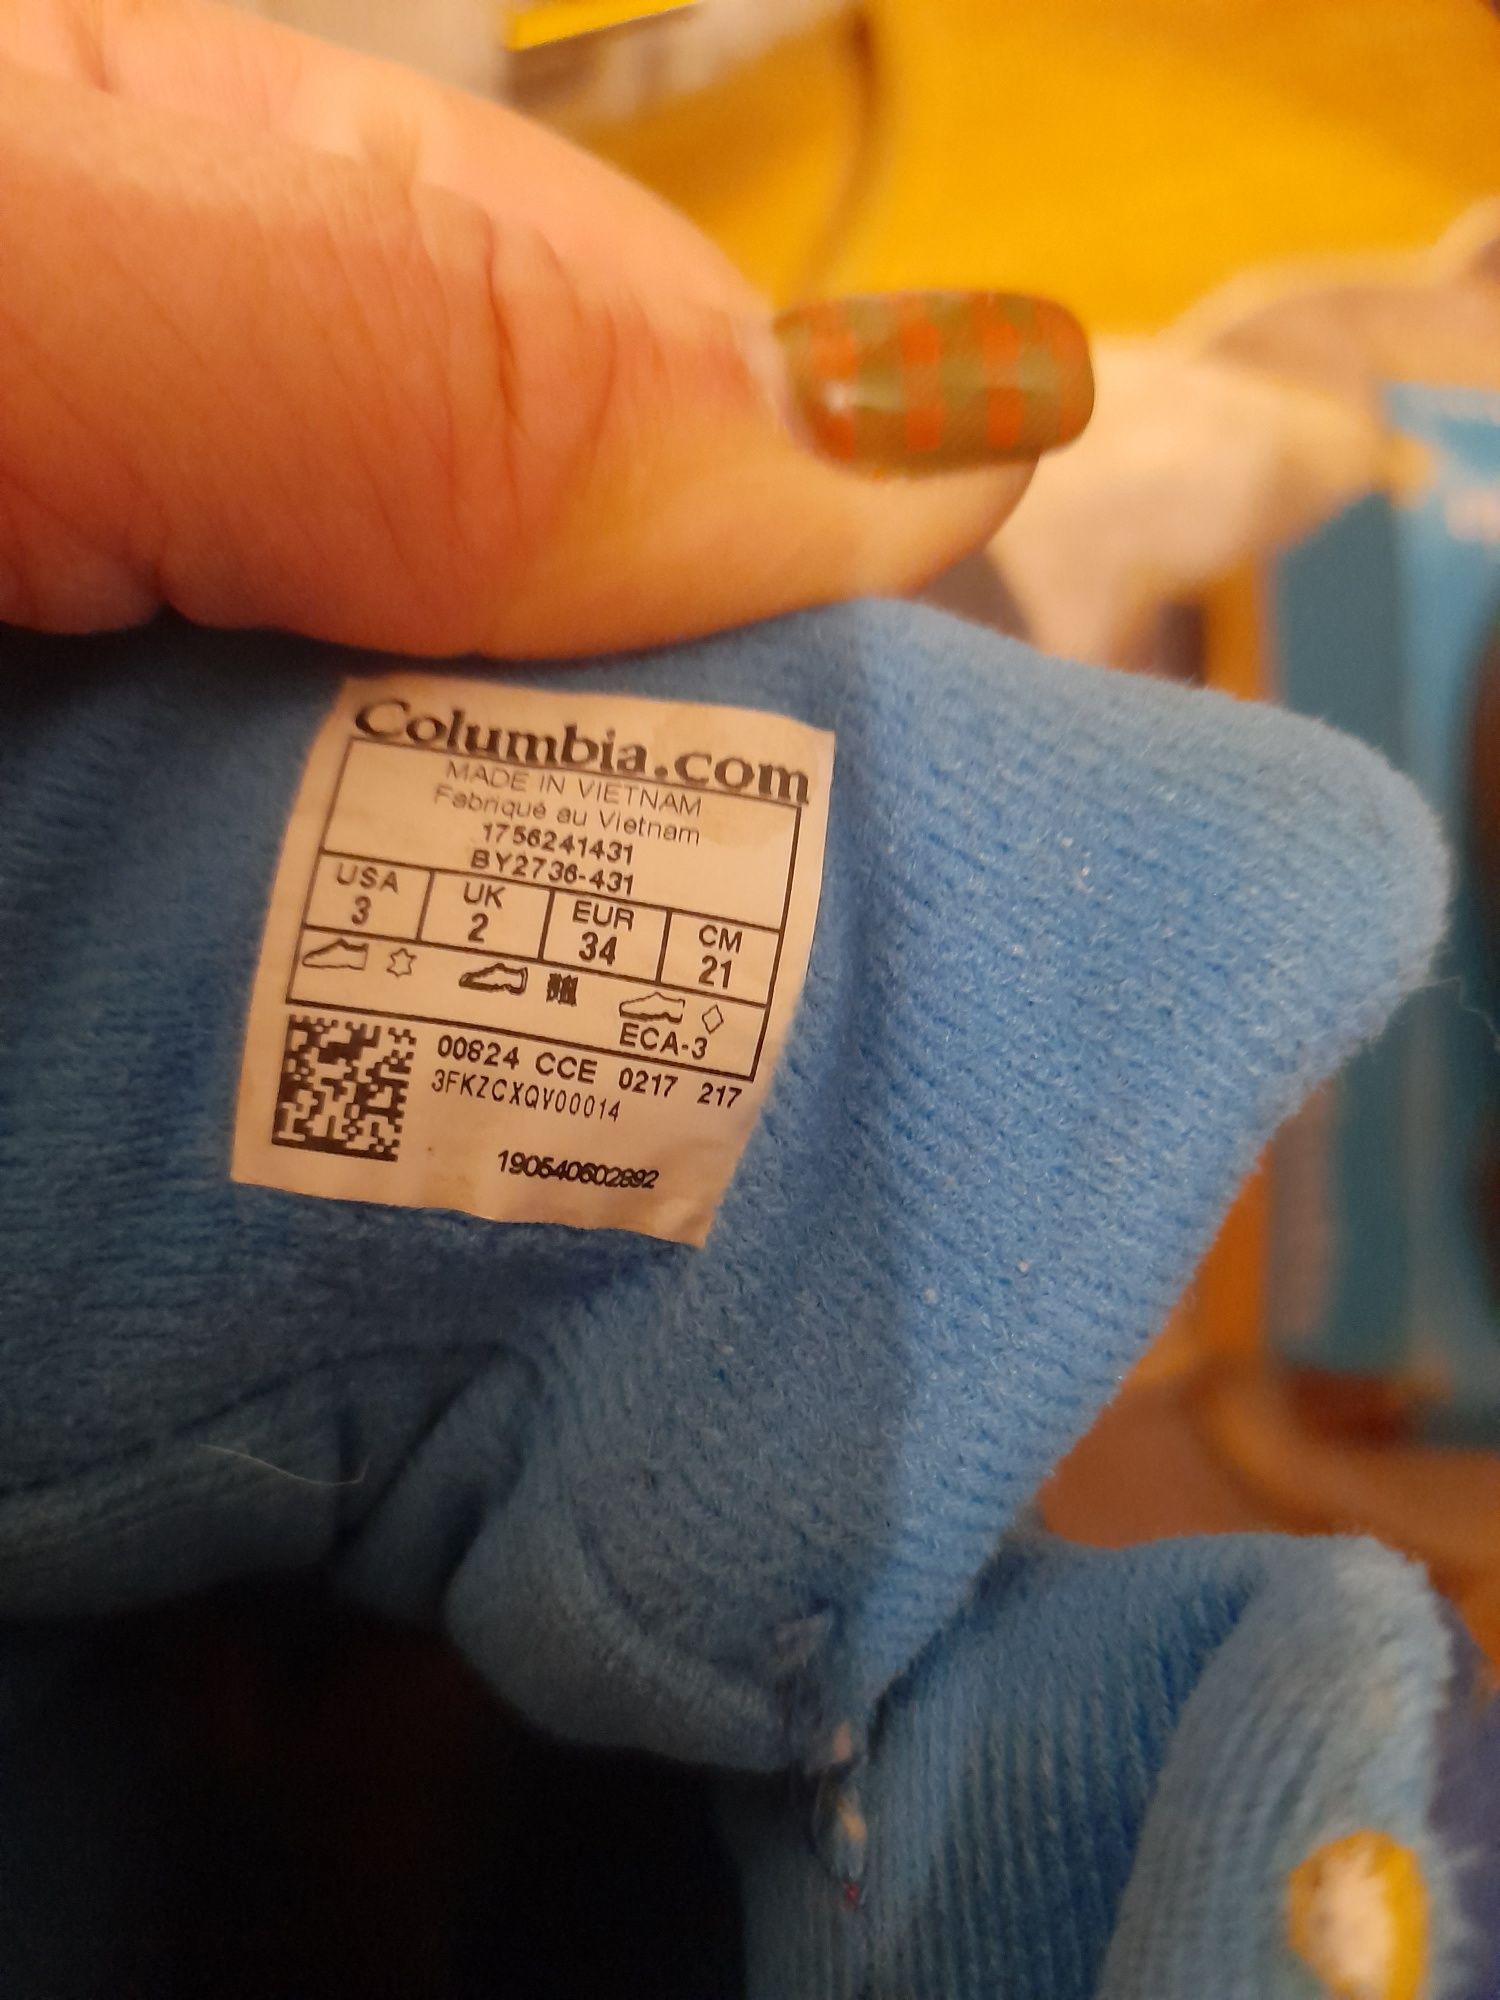 Columbia.com
MADE IN VIETNAM
Fabriqué au Vietnam
1756241431
BY2736-431
USA UK EUR CM
3 2 34 21
ECA-3
00824 CCE 0217 217
3FKZCXQV00014
190540602892